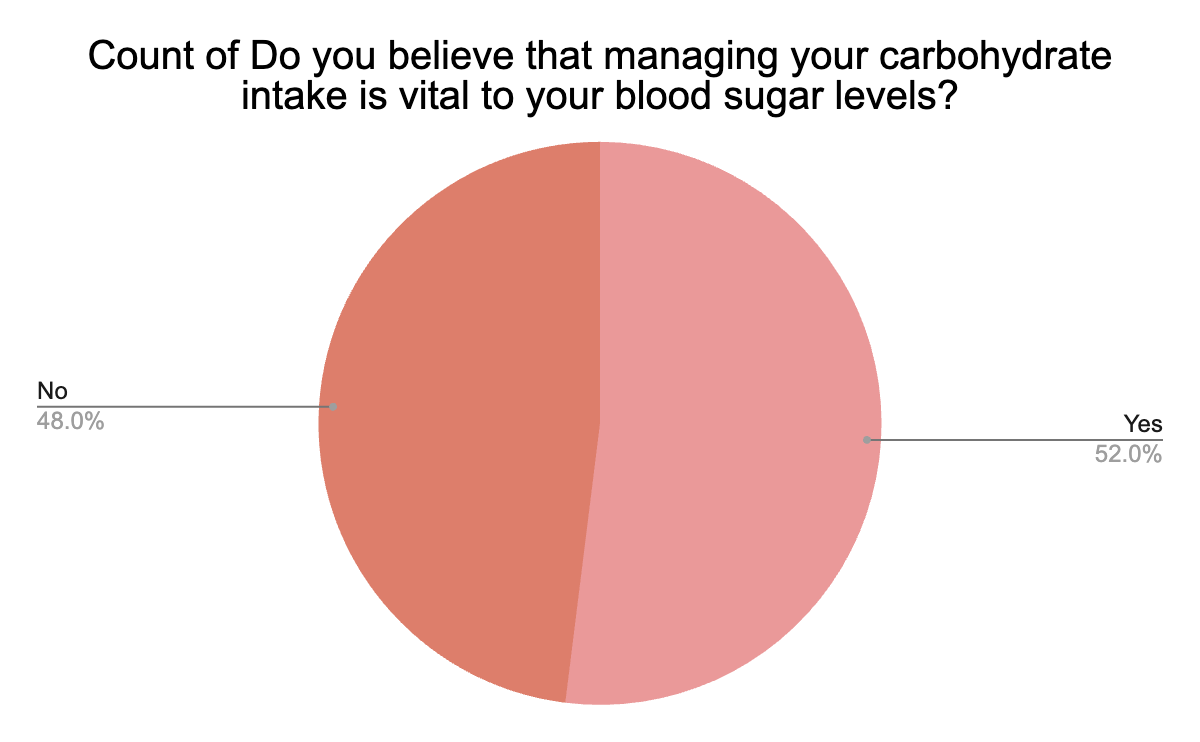 Count of Do you believe that managing your carbohydrate
intake is vital to your blood sugar levels?
No
48.0%
Yes
52.0%